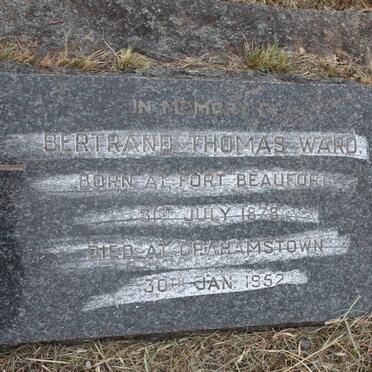 IN MEMORY OF
BERTRAND THOMAS WARD
BORN AT FORT BEAUFORT
31ST JULY 1878
DIED AT GRAHAMSTOWN
30TH JAN. 1952